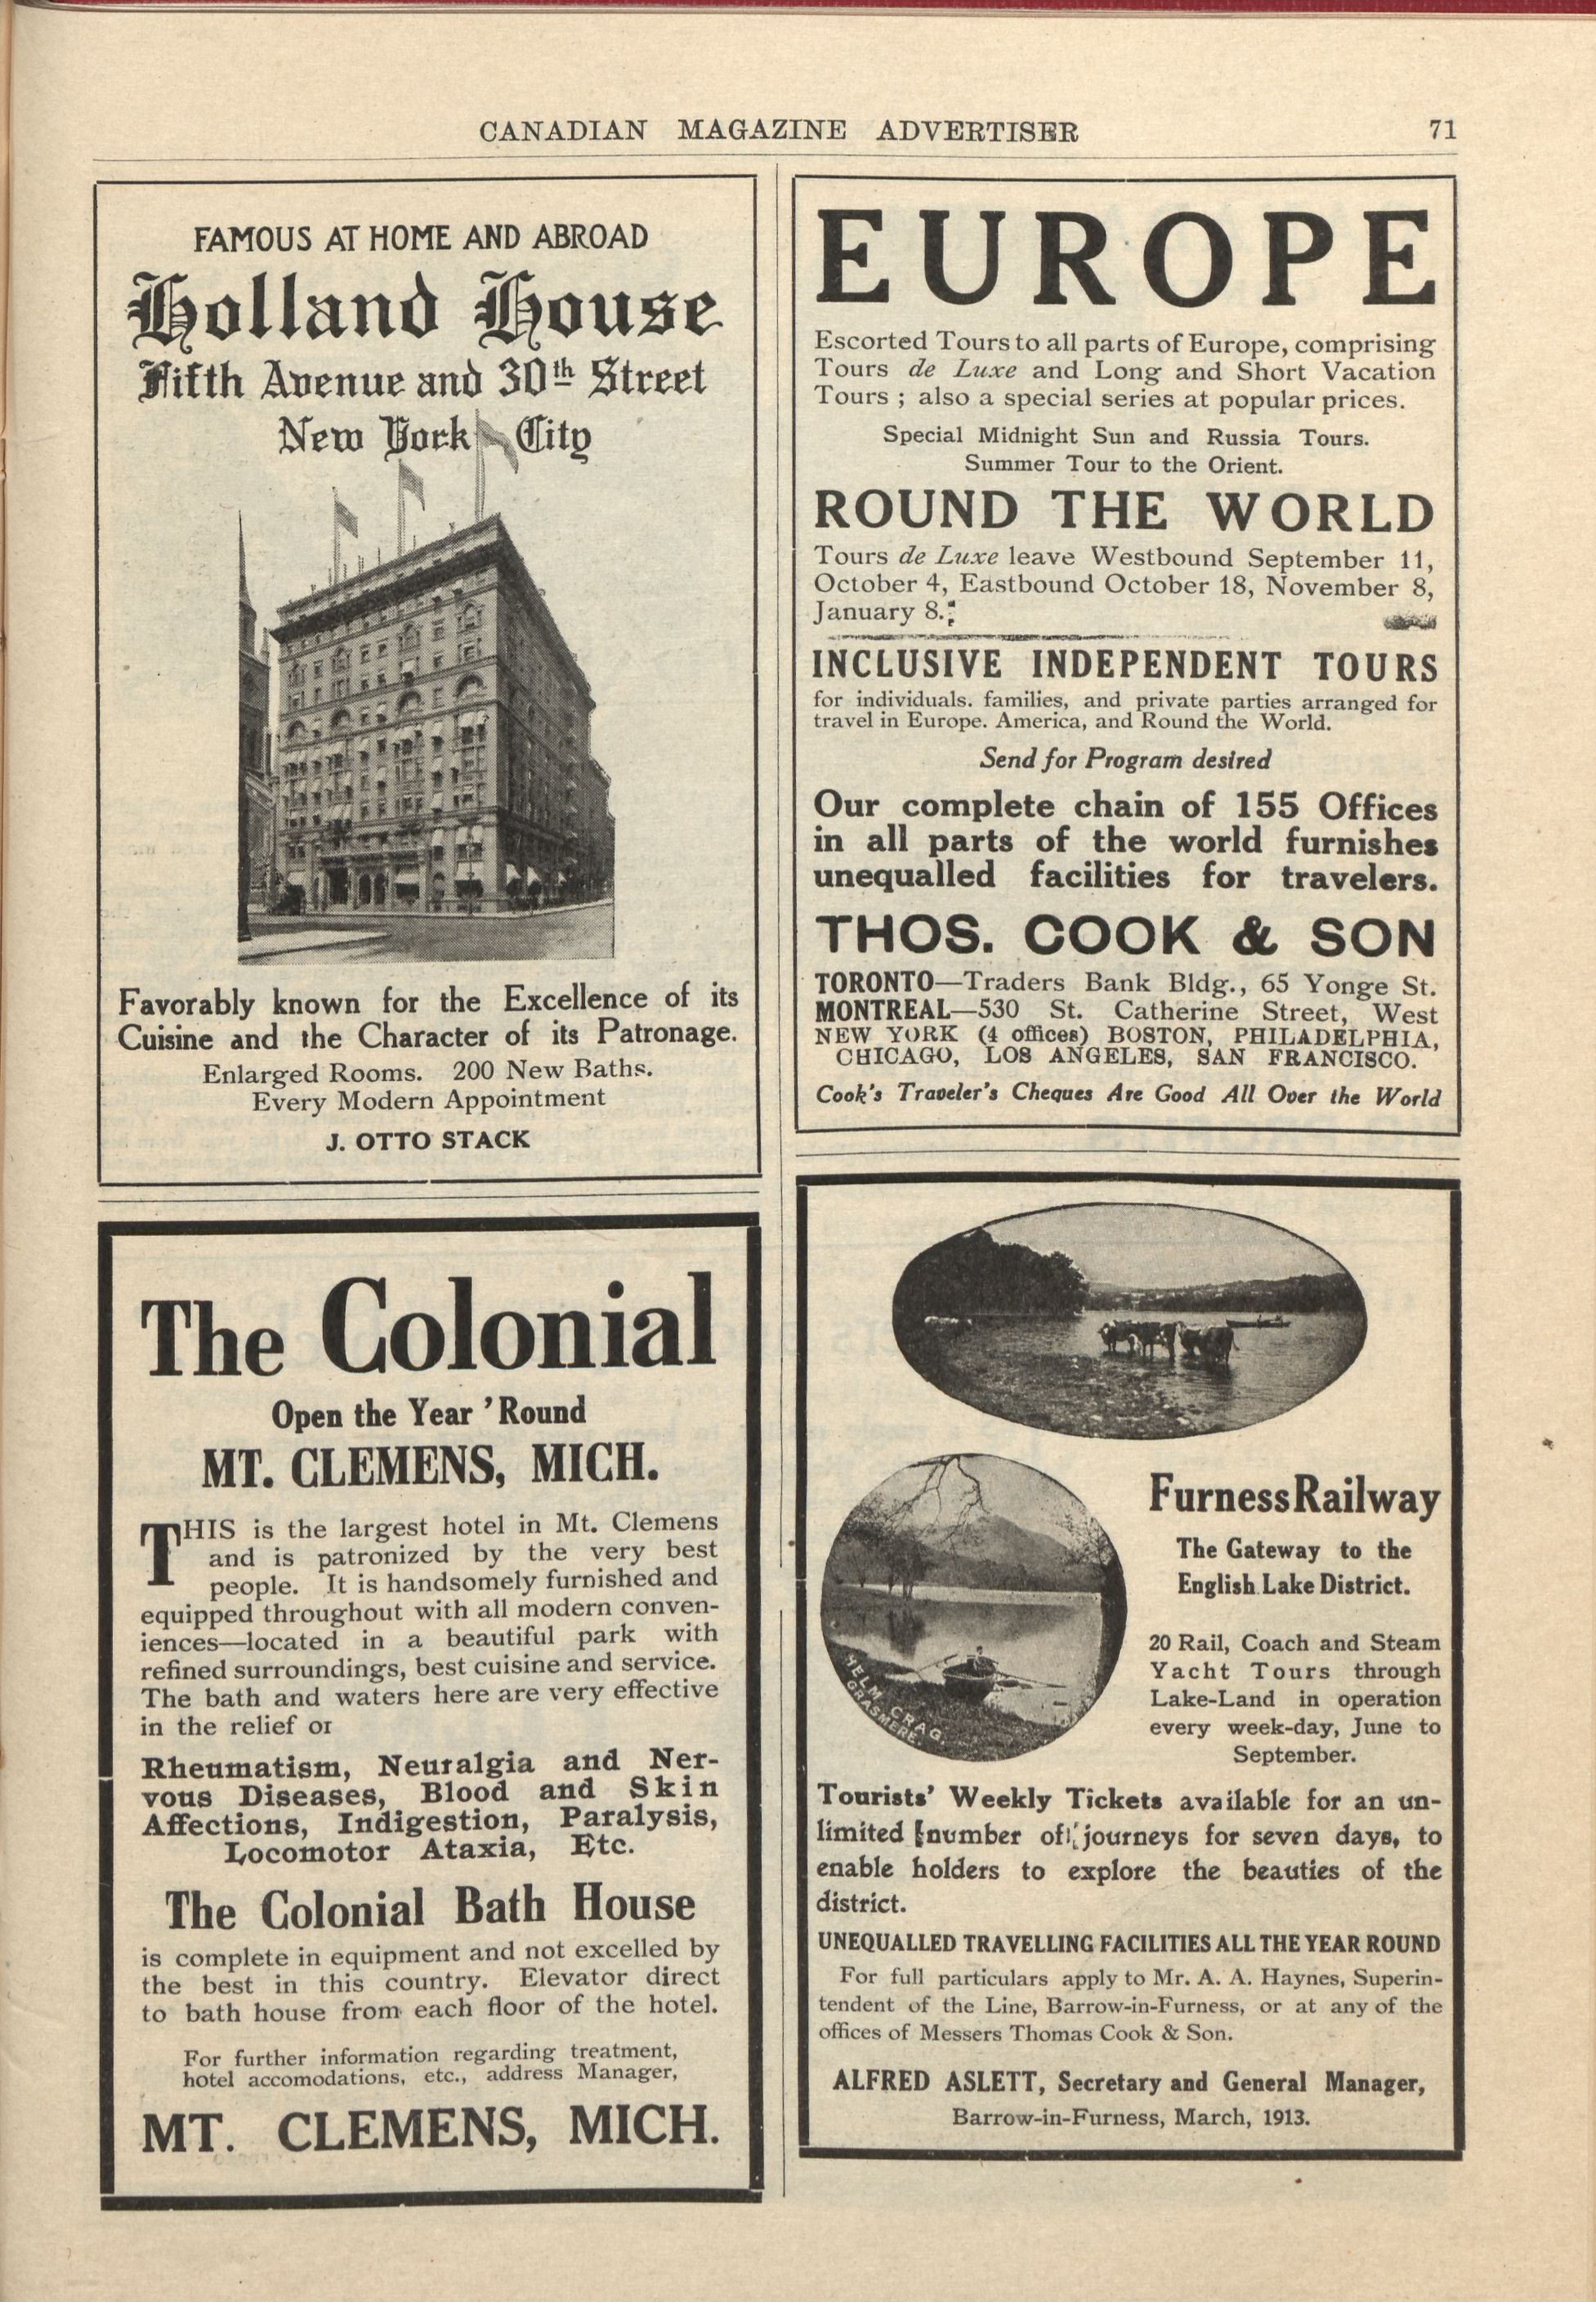 CANADIAN MAGAZINE ADVERTISER 71
FAMOUS AT HOME AND ABROAD
Holland House
Fifth Avenue and 30th Street
New York City
Favorably known for the Excellence of its
Cuisine and the Character of its Patronage.
Enlarged Rooms. 200 New Baths.
Every Modern Appointment
J. OTTO STACK
The Colonial
Open the Year 'Round
MT. CLEMENS, MICH.
THIS is the largest hotel in Mt. Clemens
and is patronized by the very best
people. It is handsomely furnished and
equipped throughout with all modern conven-
iences—located in a beautiful park with
refined surroundings, best cuisine and service.
The bath and waters here are very effective
in the relief or
Rheumatism, Neuralgia and Ner-
vous Diseases, Blood and Skin
Affections, Indigestion, Paralysis,
Locomotor Ataxia, Etc.
The Colonial Bath House
is complete in equipment and not excelled by
the best in this country. Elevator direct
to bath house from each floor of the hotel.
For further information regarding treatment,
hotel accomodations, etc., address Manager,
MT. CLEMENS, MICH.
EUROPE
Escorted Tours to all parts of Europe, comprising
Tours de Luxe and Long and Short Vacation
Tours ; also a special series at popular prices.
Special Midnight Sun and Russia Tours.
Summer Tour to the Orient.
ROUND THE WORLD
Tours de Luxe leave Westbound September 11,
October 4, Eastbound October 18, November 8,
January 8.
INCLUSIVE INDEPENDENT TOURS
for individuals. families, and private parties arranged for
travel in Europe. America, and Round the World.
Send for Program desired
Our complete chain of 155 Offices
in all parts of the world furnishes
unequalled facilities for travelers.
THOS. COOK & SON
TORONTO—Traders Bank Bldg., 65 Yonge St.
MONTREAL—530 St. Catherine Street, West
NEW YORK (4 offices) BOSTON, PHILADELPHIA,
CHICAGO, LOS ANGELES, SAN FRANCISCO.
Cook's Traveler's Cheques Are Good All Over the World
HELM CRAG
GRASMERE
Furness Railway
The Gateway to the
English Lake District.
20 Rail, Coach and Steam
Yacht Tours through
Lake-Land in operation
every week-day, June to
September.
Tourists' Weekly Tickets available for an un-
limited number of journeys for seven days, to
enable holders to explore the beauties of the
district.
UNEQUALLED TRAVELLING FACILITIES ALL THE YEAR ROUND
For full particulars apply to Mr. A. A. Haynes, Superin-
tendent of the Line, Barrow-in-Furness, or at any of the
offices of Messers Thomas Cook & Son.
ALFRED ASLETT, Secretary and General Manager,
Barrow-in-Furness, March, 1913.